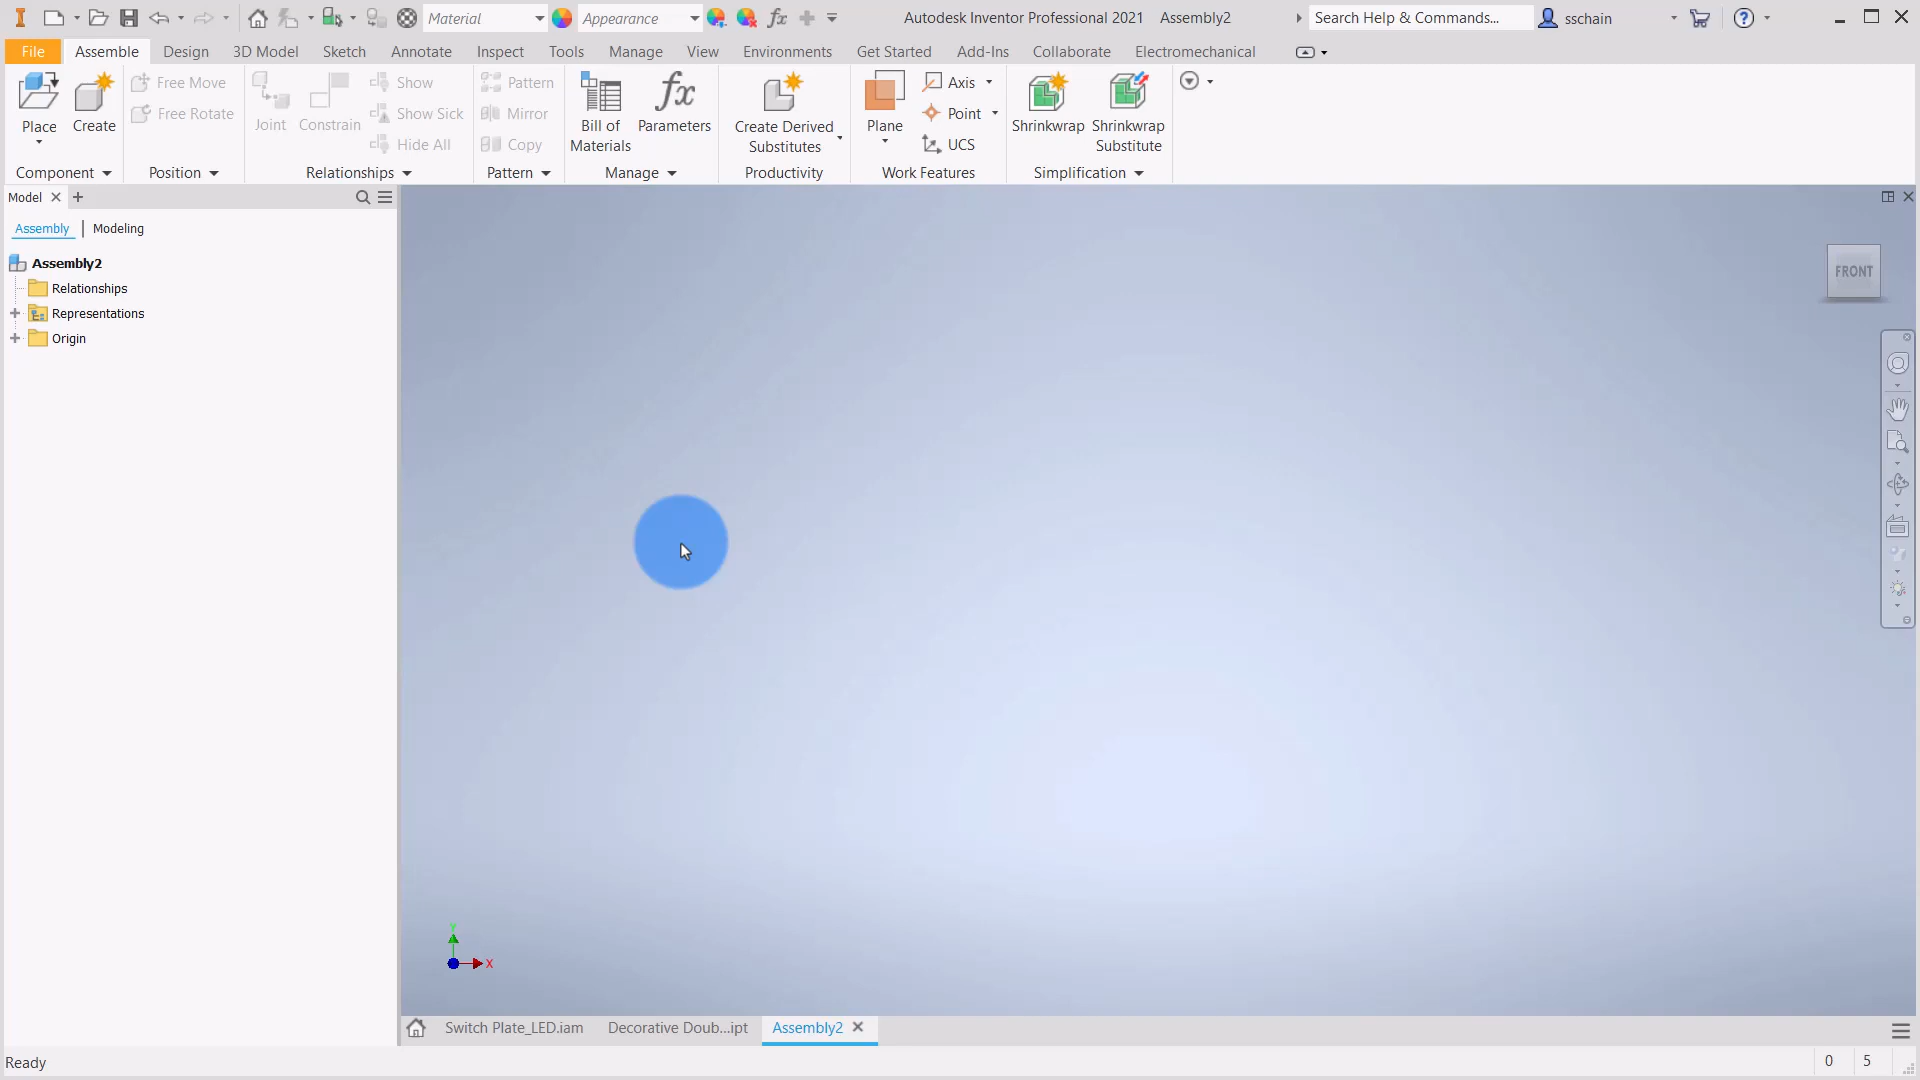 Material
Appearance
Autodesk Inventor Professional 2021 Assembly2
Search Help & Commands...
sschain
File Assemble Design 3D Model Sketch Annotate Inspect Tools Manage View Environments Get Started Add-Ins Collaborate Electromechanical
Place
Create
Free Move
Free Rotate
Joint
Constrain
Show
Show Sick
Hide All
Pattern
Mirror
Copy
Bill of
Materials
fx
Parameters
Create Derived
Substitutes
Plane
Axis
Point
UCS
Shrinkwrap
Shrinkwrap
Substitute
Component Position Relationships Pattern Manage Productivity Work Features Simplification
Model
Assembly | Modeling
Assembly2
Relationships
Representations
Origin
FRONT
Y
X
Switch Plate_LED.iam Decorative Doub...ipt Assembly2
Ready
0 5